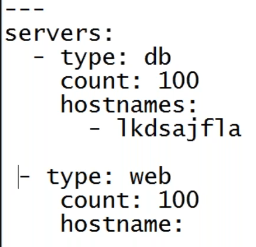 ---
servers:
  - type: db
    count: 100
    hostnames:
      - lkdsajfla

 - type: web
    count: 100
    hostname: